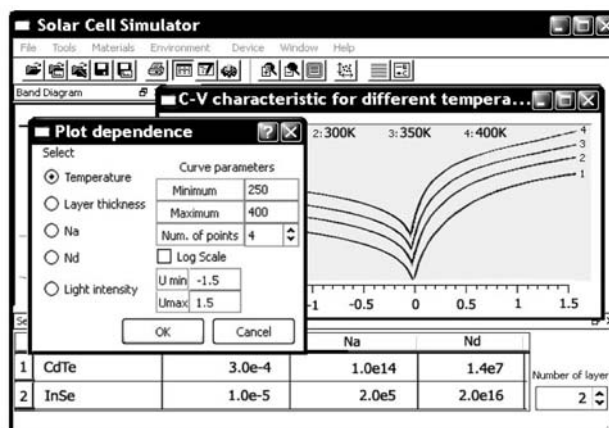 Solar Cell Simulator
File Tools Materials Environment Device Window Help
Band Diagram
C-V characteristic for different tempera...
Plot dependence
2:300K 3:350K 4:400K
Select
Temperature
Layer thickness
Na
Nd
Light intensity
Curve parameters
Minimum 250
Maximum 400
Num. of points 4
Log Scale
U min -1.5
Umax 1.5
OK Cancel
4
3
2
1
-1 -0.5 0 0.5 1 1.5
Se
Na Nd
1 CdTe 3.0e-4 1.0e14 1.4e7
2 InSe 1.0e-5 2.0e5 2.0e16
Number of layer
2